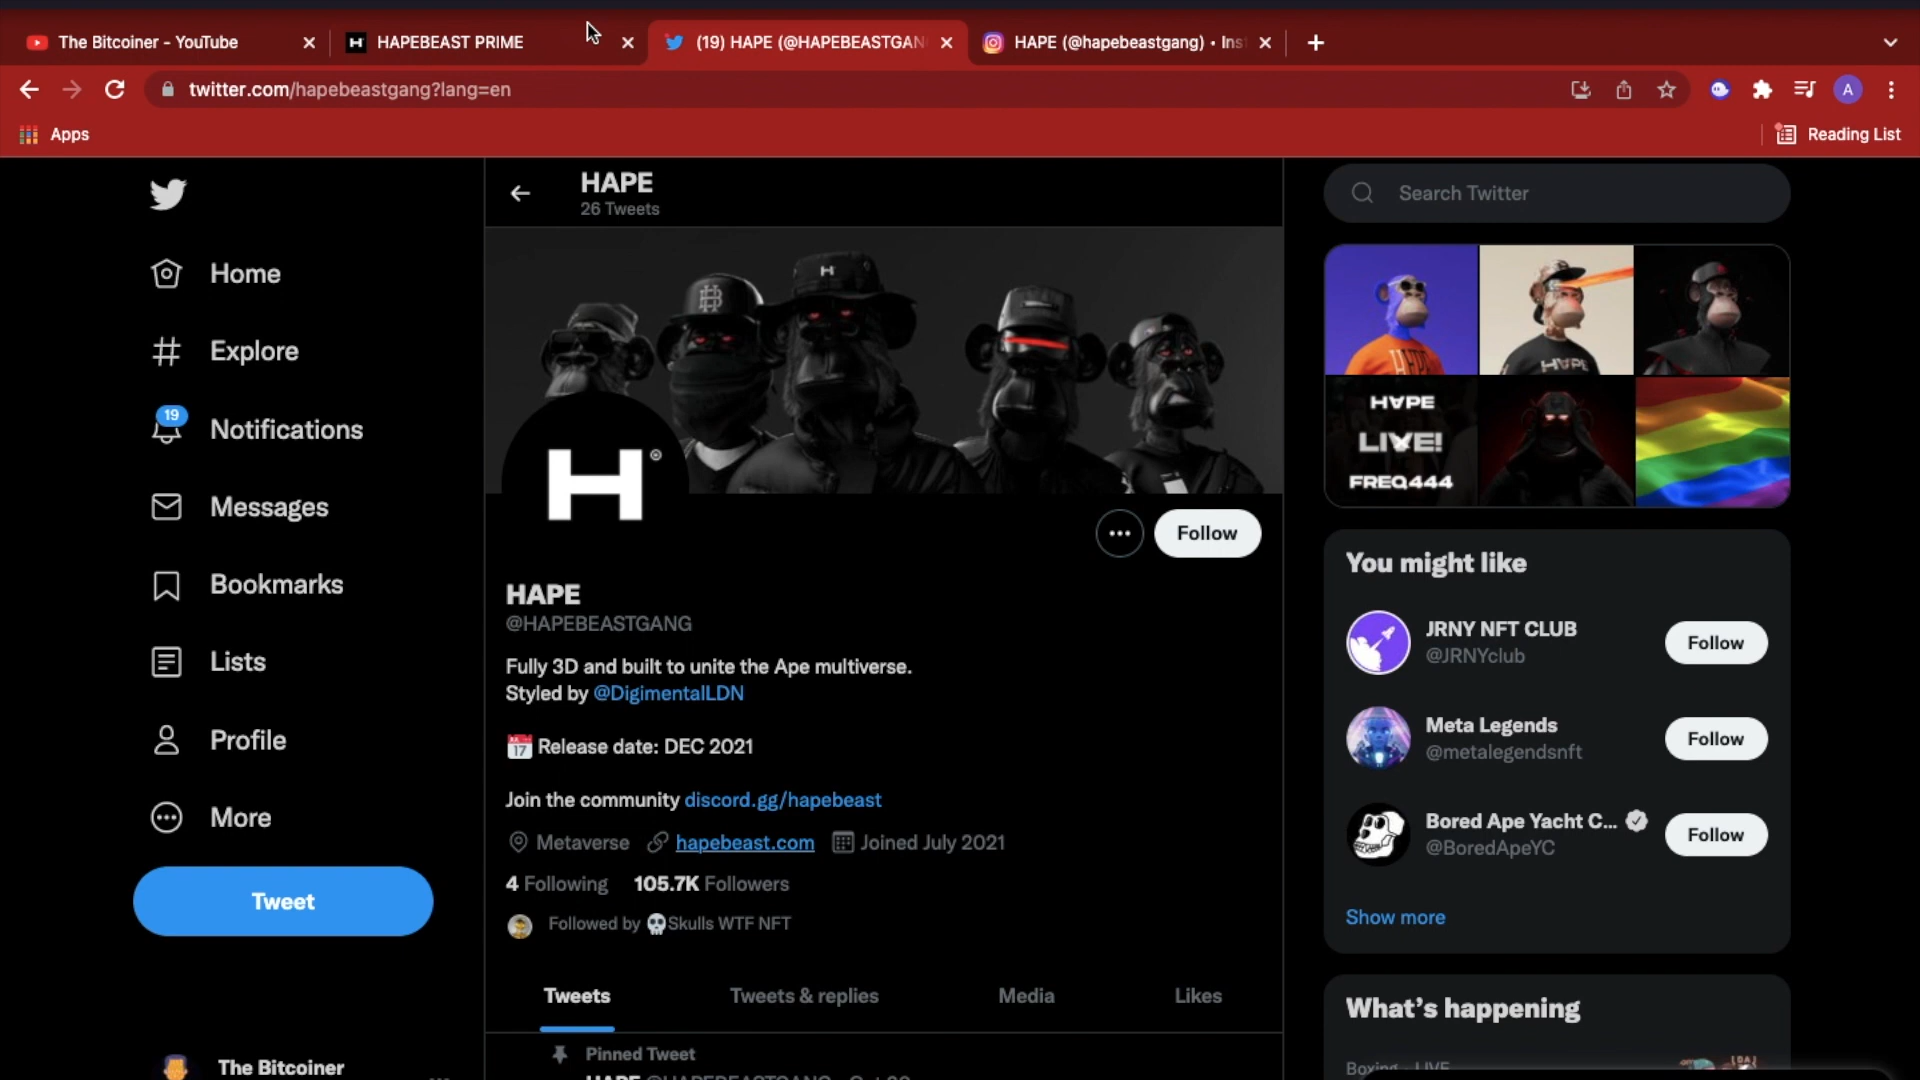 The Bitcoiner - YouTube
HAPEBEAST PRIME
(19) HAPE (@HAPEBEASTGAN
HAPE (@hapebeastgang) • Inst
twitter.com/hapebeastgang?lang=en
A
Apps
Reading List
HAPE
26 Tweets
Search Twitter
Home
Explore
19
Notifications
Messages
Bookmarks
Lists
Profile
More
Tweet
The Bitcoiner
H
H
Follow
HAPE
@HAPEBEASTGANG
Fully 3D and built to unite the Ape multiverse.
Styled by @DigimentalLDN
17 Release date: DEC 2021
Join the community discord.gg/hapebeast
Metaverse hapebeast.com Joined July 2021
4 Following 105.7K Followers
Followed by 💀Skulls WTF NFT
Tweets
Tweets & replies
Media
Likes
Pinned Tweet
HAPE
HAPE
LIVE!
FREQ444
You might like
JRNY NFT CLUB
@JRNYclub
Follow
Meta Legends
@metalegendsnft
Follow
Bored Ape Yacht C...
@BoredApeYC
Follow
Show more
What's happening
Boxing - LIVE